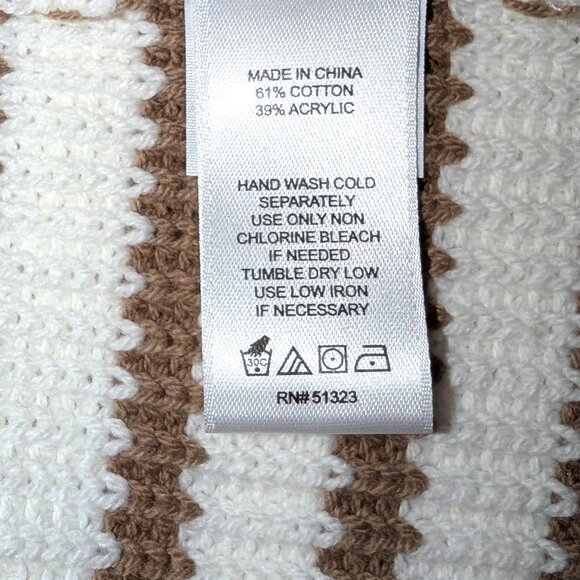 MADE IN CHINA
61% COTTON
39% ACRYLIC
HAND WASH COLD
SEPARATELY
USE ONLY NON
CHLORINE BLEACH
IF NEEDED
TUMBLE DRY LOW
USE LOW IRON
IF NECESSARY
30C
RN# 51323